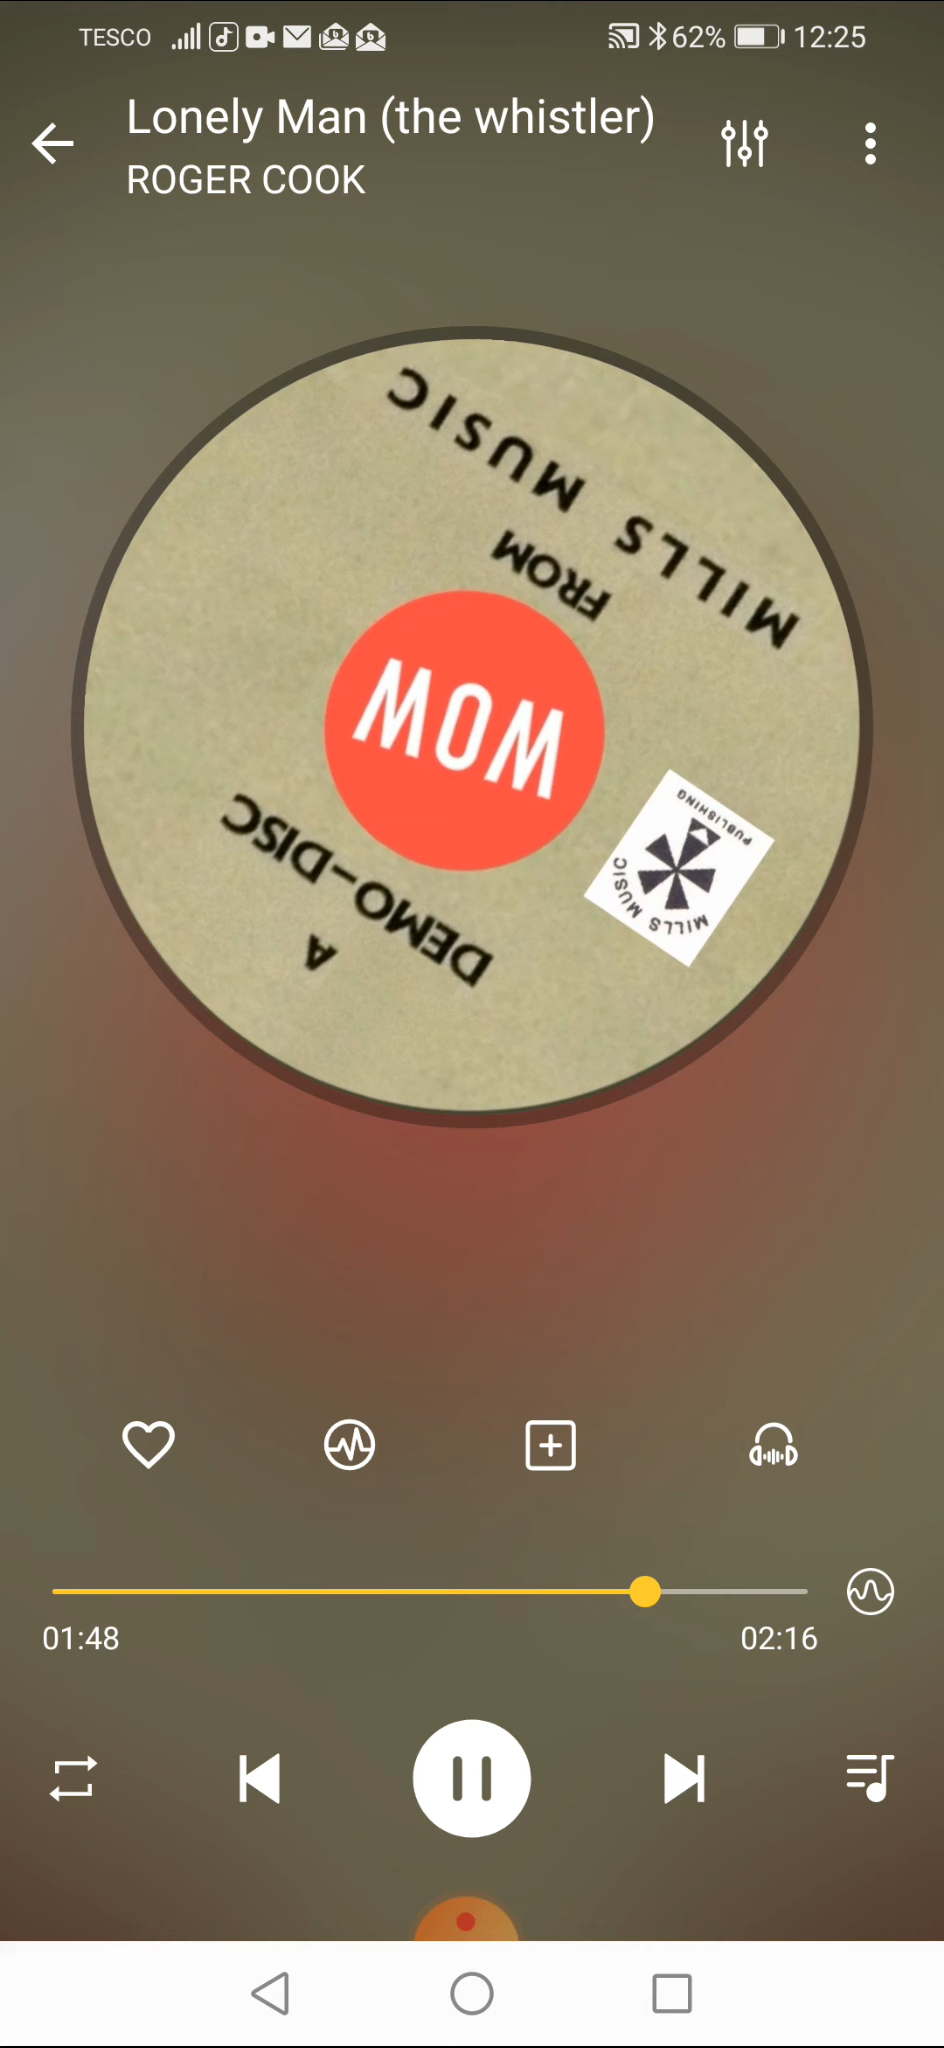 TESCO 62% 12:25
Lonely Man (the whistler)
ROGER COOK
A
DEMO-DISC
WOW
FROM
MILLS MUSIC
MILLS MUSIC
PUBLISHING
01:48
02:16